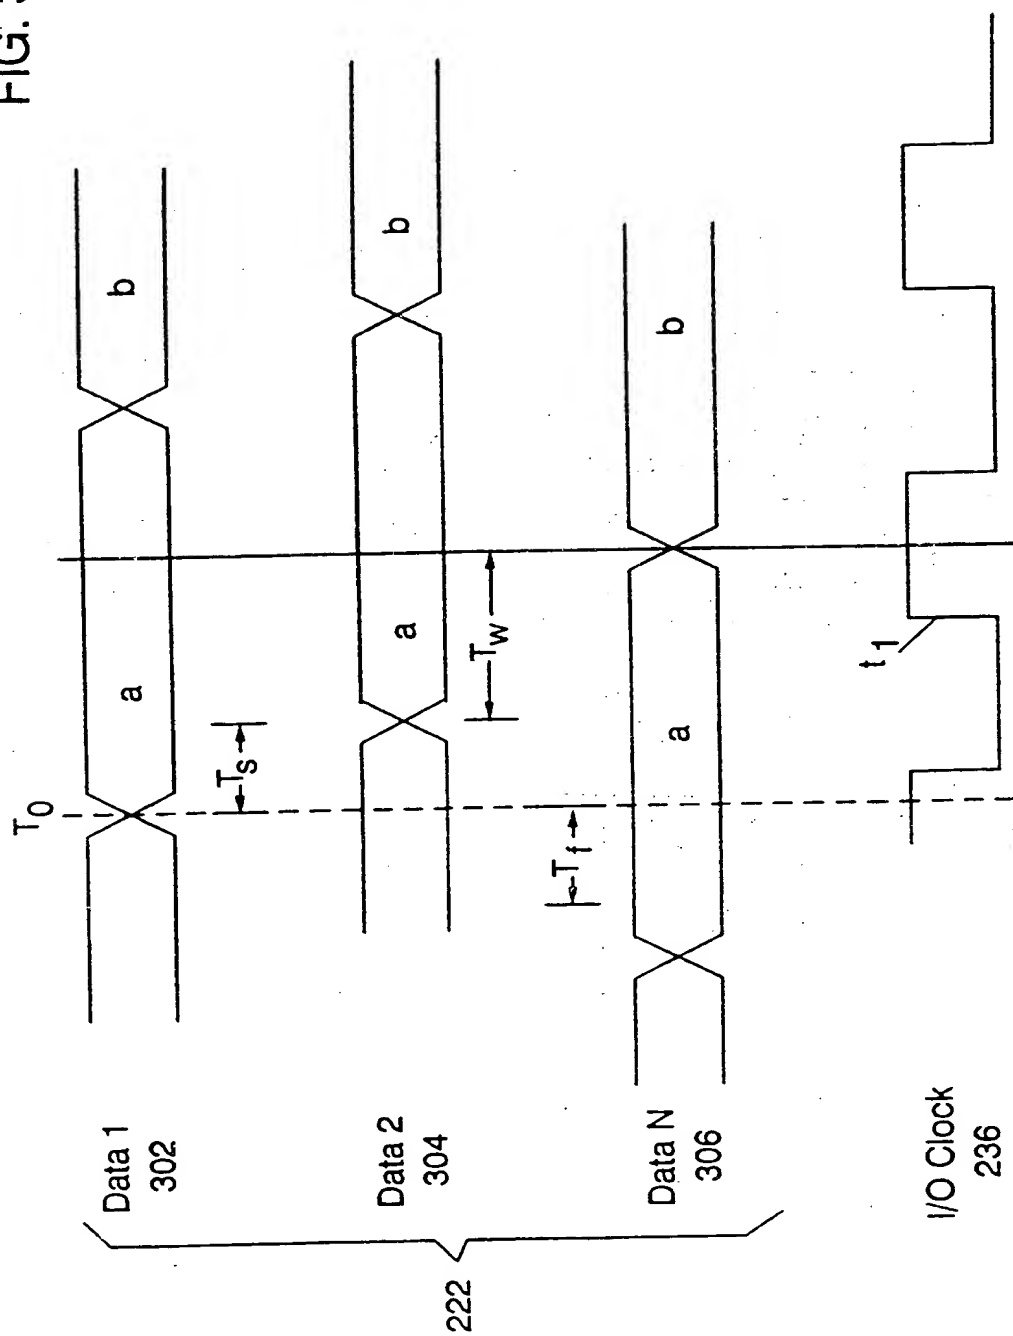 FIG.
T0
Data 1
302
a
b
Ts
Data 2
304
a
b
Tw
Tf
Data N
306
a
b
222
t1
I/O Clock
236